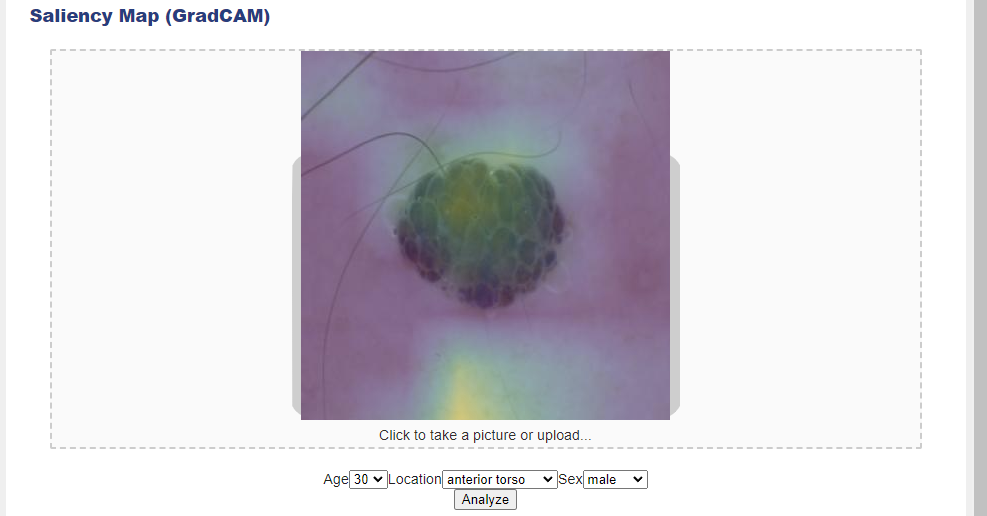 Saliency Map (GradCAM)
Click to take a picture or upload...
Age 30 Location anterior torso Sex male
Analyze